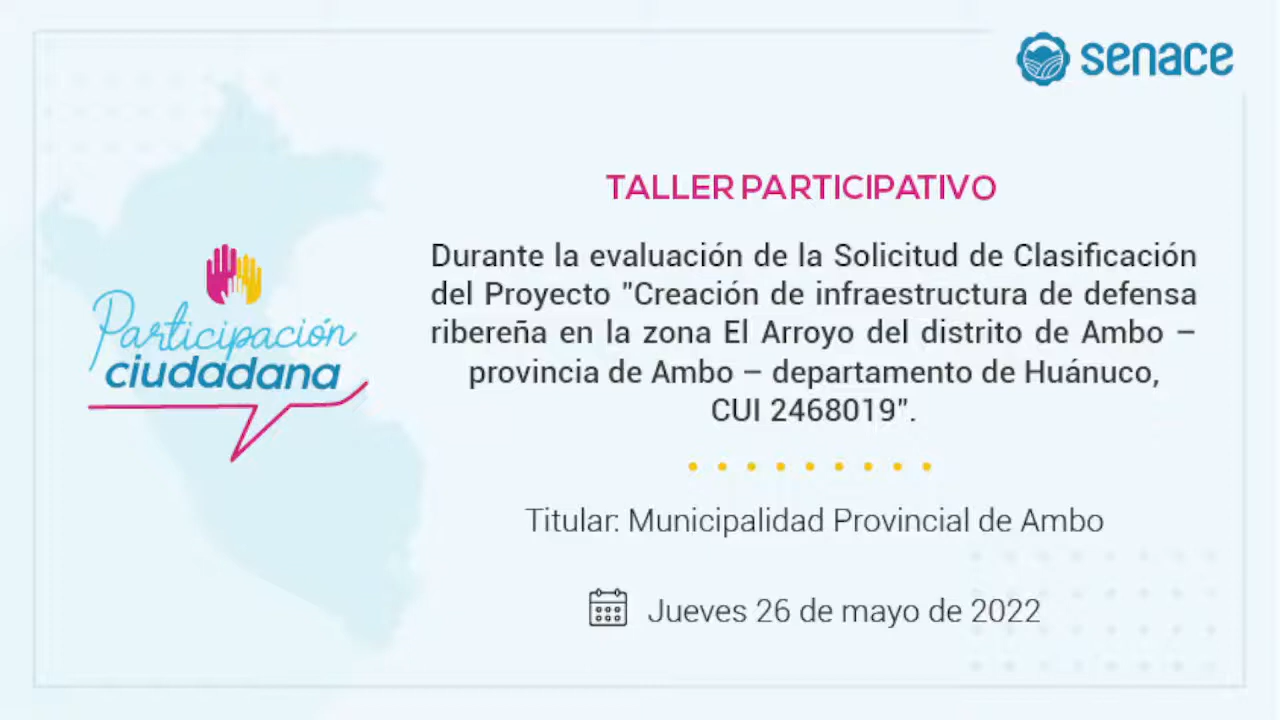 senace
TALLER PARTICIPATIVO
Durante la evaluación de la Solicitud de Clasificación
del Proyecto "Creación de infraestructura de defensa
ribereña en la zona El Arroyo del distrito de Ambo –
provincia de Ambo – departamento de Huánuco,
CUI 2468019".
Participación
ciudadana
Titular: Municipalidad Provincial de Ambo
Jueves 26 de mayo de 2022